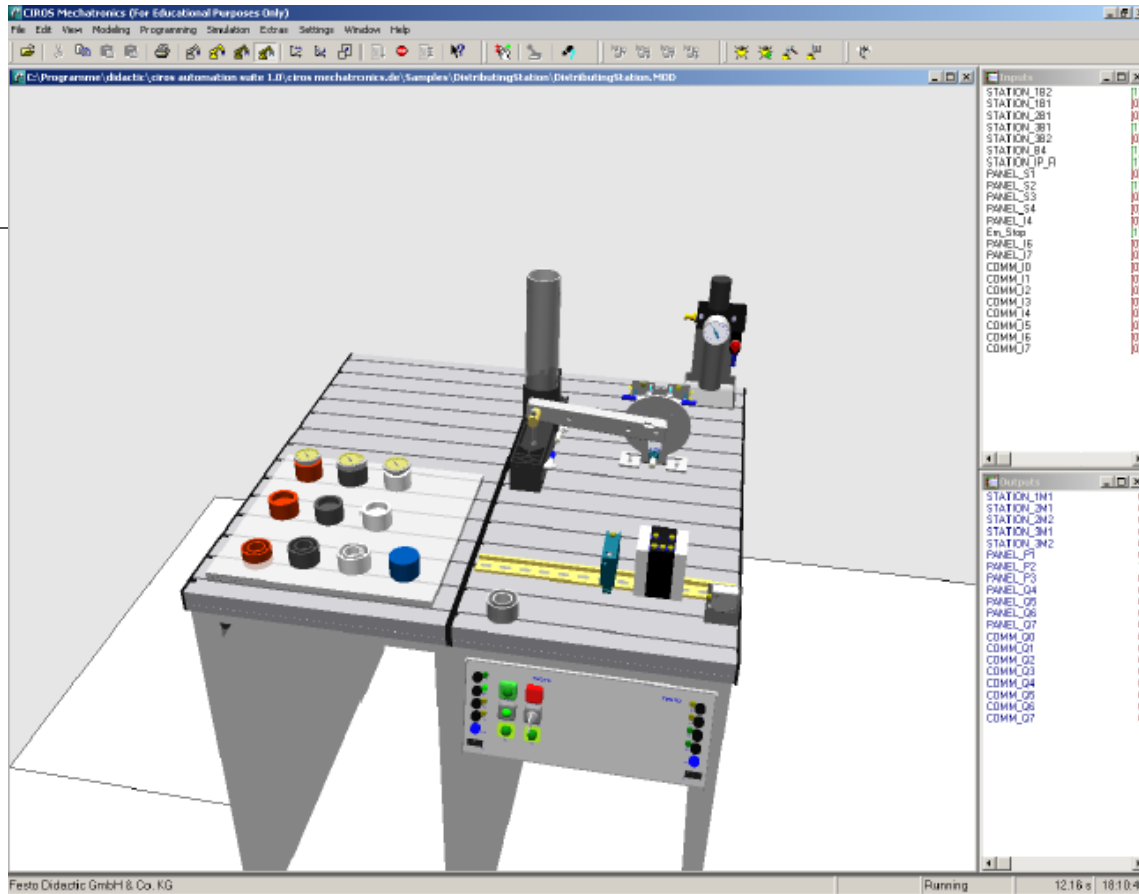 CIROS Mechatronics (For Educational Purposes Only)
File Edit View Modeling Programming Simulation Extras Settings Window Help
C:\Programme\didactic\ciros automation suite 1.0\ciros mechatronics.de\Samples\DistributingStation\DistributingStation.MOD
Inputs
STATION_1B2
STATION_1B1
STATION_2B1
STATION_3B1
STATION_3B2
STATION_B4
STATION_IP_FI
PANEL_S1
PANEL_S2
PANEL_S3
PANEL_S4
PANEL_I4
Em_Stop
PANEL_I6
PANEL_I7
COMM_I0
COMM_I1
COMM_I2
COMM_I3
COMM_I4
COMM_I5
COMM_I6
COMM_I7
Outputs
STATION_1M1
STATION_2M1
STATION_2M2
STATION_3M1
STATION_3M2
PANEL_P1
PANEL_P2
PANEL_P3
PANEL_Q4
PANEL_Q5
PANEL_Q6
PANEL_Q7
COMM_Q0
COMM_Q1
COMM_Q2
COMM_Q3
COMM_Q4
COMM_Q5
COMM_Q6
COMM_Q7
Festo Didactic GmbH & Co. KG
Running
12.16 s
18:10:4